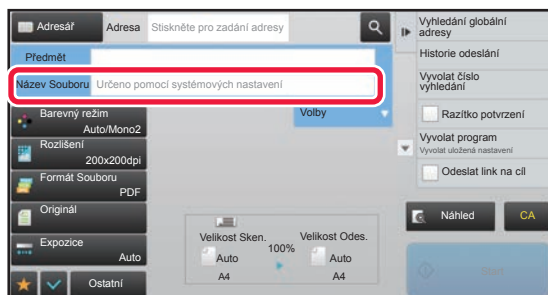 Adresář
Adresa
Stiskněte pro zadání adresy
Předmět
Název Souboru
Určeno pomocí systémových nastavení
Barevný režim
Auto/Mono2
Rozlišení
200x200dpi
Formát Souboru
PDF
Originál
Expozice
Auto
Ostatní
Volby
Velikost Sken.
Auto
A4
100%
Velikost Odes.
Auto
A4
Vyhledání globální
adresy
Historie odeslání
Vyvolat číslo
vyhledání
Razítko potvrzení
Vyvolat program
Vyvolat uložená nastavení
Odeslat link na cíl
Náhled
CA
Start